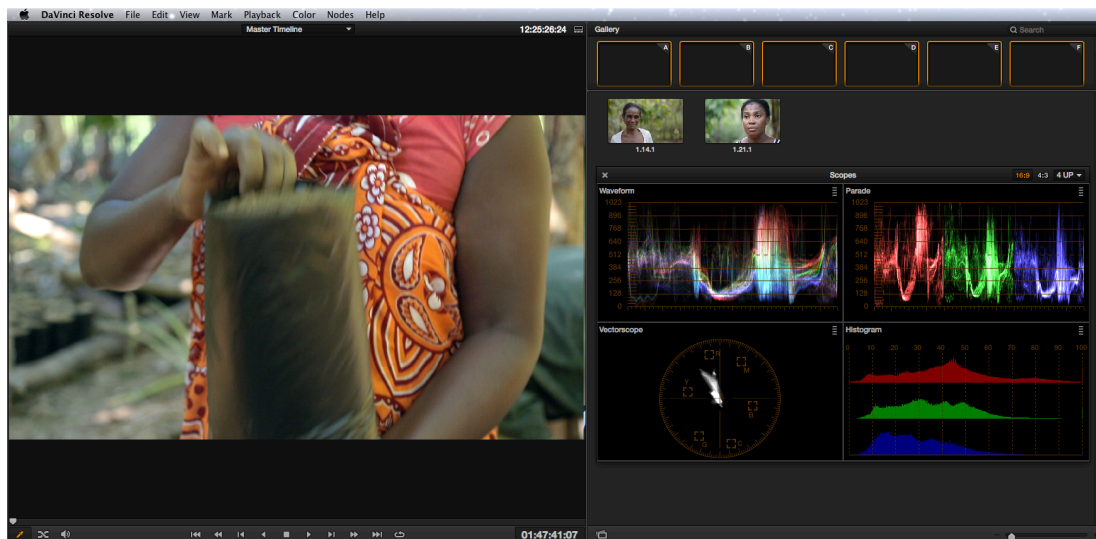 DaVinci Resolve File Edit View Mark Playback Color Nodes Help
Master Timeline 12:25:26:24
Gallery Search
A B C D E F
1.14.1 1.21.1
Scopes 16:9 4:3 4 UP
Waveform Parade
1023 1023
896 896
768 768
640 640
512 512
384 384
256 256
128 128
0 0
Vectorscope Histogram
0 10 20 30 40 50 60 70 80 90 100
R M
Y B
G C
01:47:41:07